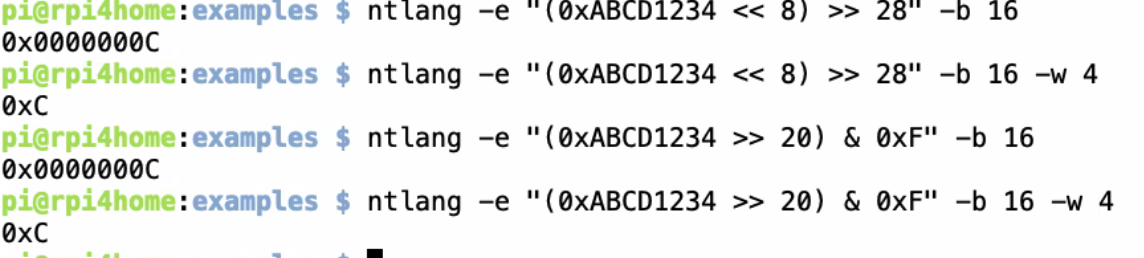 pi@rpi4home:examples $ ntlang -e "(0xABCD1234 << 8) >> 28" -b 16
0x0000000C
pi@rpi4home:examples $ ntlang -e "(0xABCD1234 << 8) >> 28" -b 16 -w 4
0xC
pi@rpi4home:examples $ ntlang -e "(0xABCD1234 >> 20) & 0xF" -b 16
0x0000000C
pi@rpi4home:examples $ ntlang -e "(0xABCD1234 >> 20) & 0xF" -b 16 -w 4
0xC